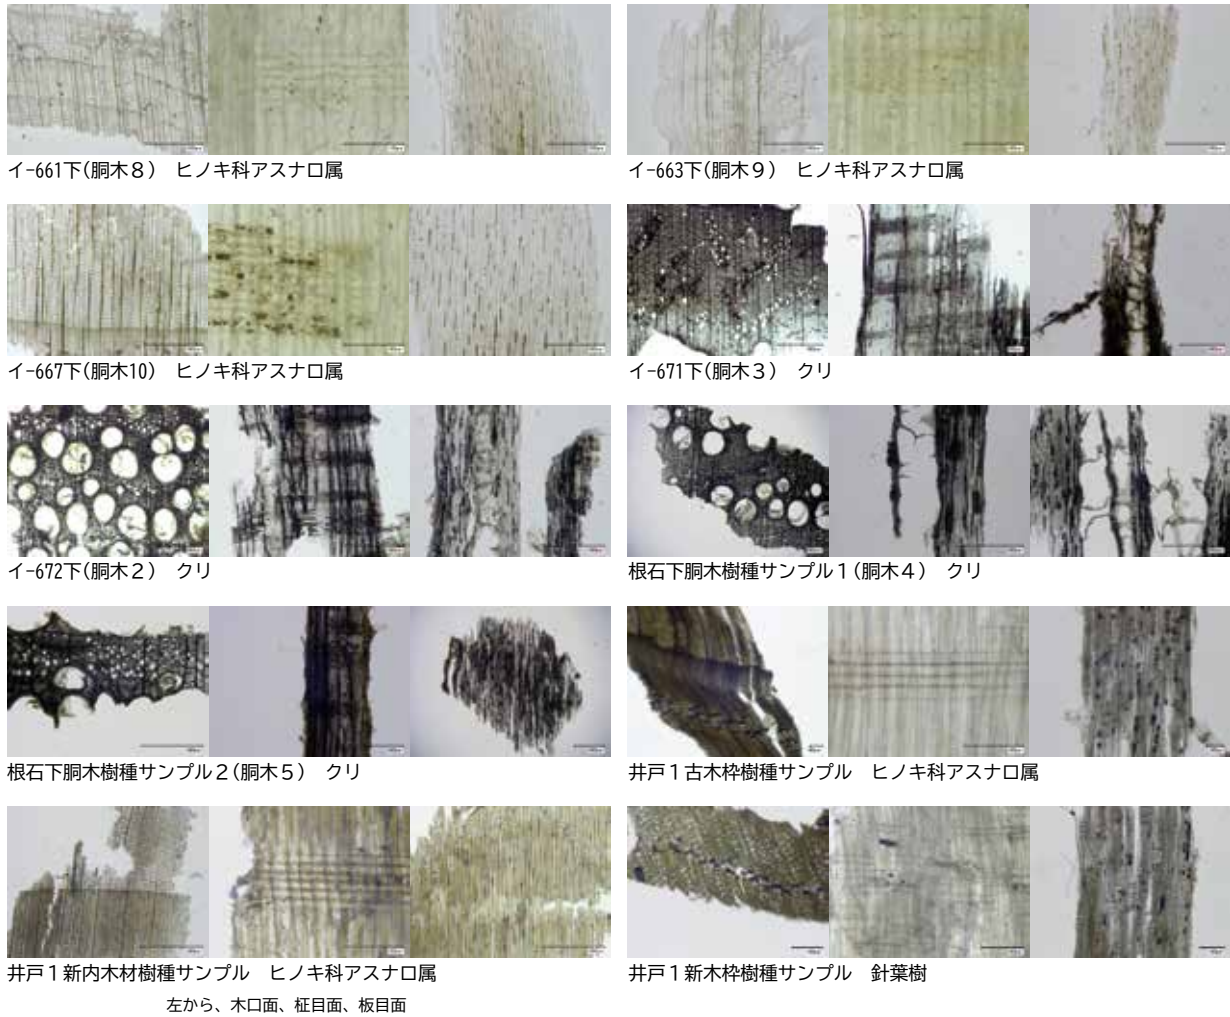 イ-661下(胴木８)　ヒノキ科アスナロ属
イ-663下(胴木９)　ヒノキ科アスナロ属
イ-667下(胴木10)　ヒノキ科アスナロ属
イ-671下(胴木３)　クリ
イ-672下(胴木２)　クリ
根石下胴木樹種サンプル１(胴木４)　クリ
根石下胴木樹種サンプル２(胴木５)　クリ
井戸１古木枠樹種サンプル　ヒノキ科アスナロ属
井戸１新内木材樹種サンプル　ヒノキ科アスナロ属
井戸１新木枠樹種サンプル　針葉樹
左から、木口面、柾目面、板目面